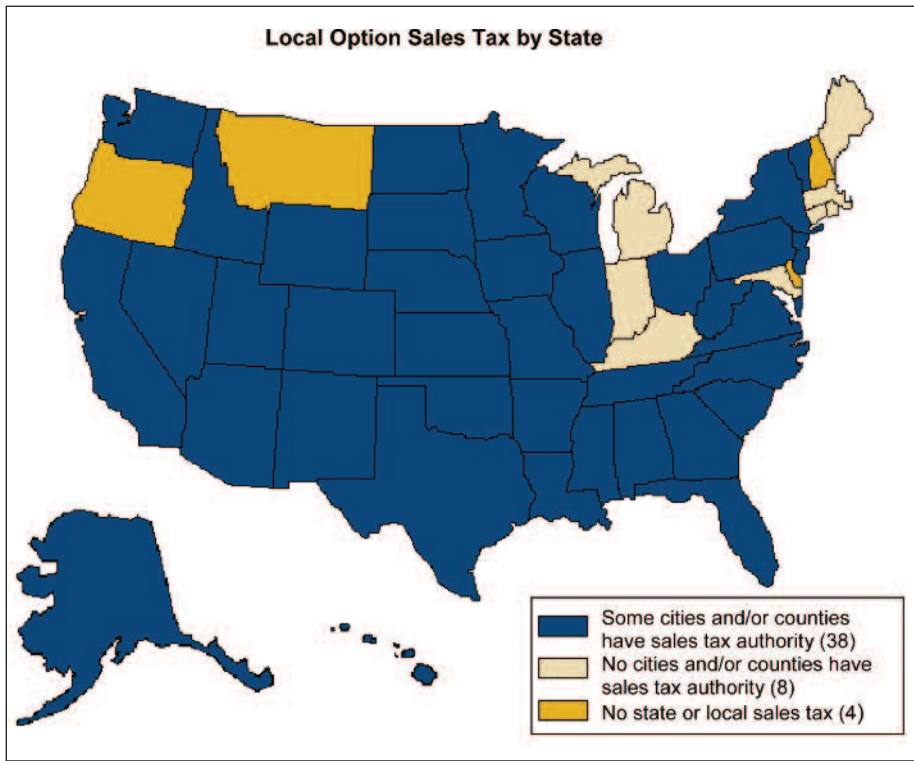 Local Option Sales Tax by State
Some cities and/or counties
have sales tax authority (38)
No cities and/or counties have
sales tax authority (8)
No state or local sales tax (4)